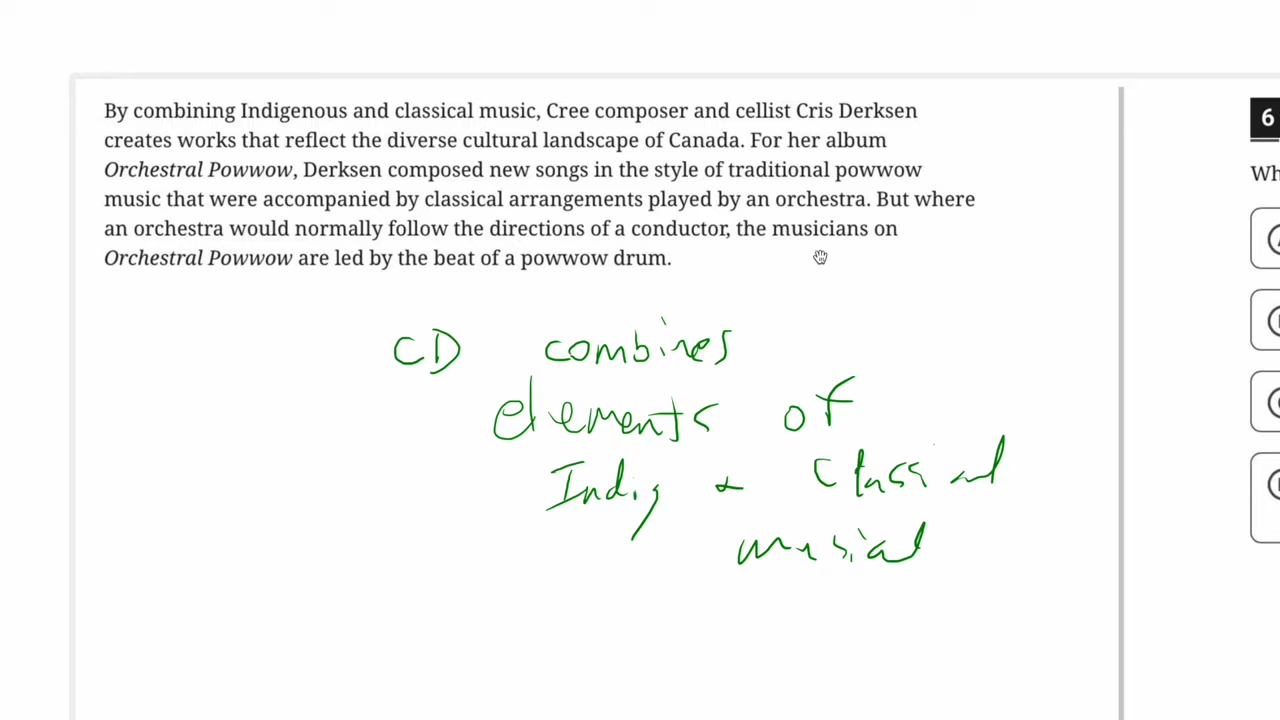 By combining Indigenous and classical music, Cree composer and cellist Cris Derksen
creates works that reflect the diverse cultural landscape of Canada. For her album
Orchestral Powwow, Derksen composed new songs in the style of traditional powwow
music that were accompanied by classical arrangements played by an orchestra. But where
an orchestra would normally follow the directions of a conductor, the musicians on
Orchestral Powwow are led by the beat of a powwow drum.
CD combines
elements of
Indig & Classical
musical
6
Wh